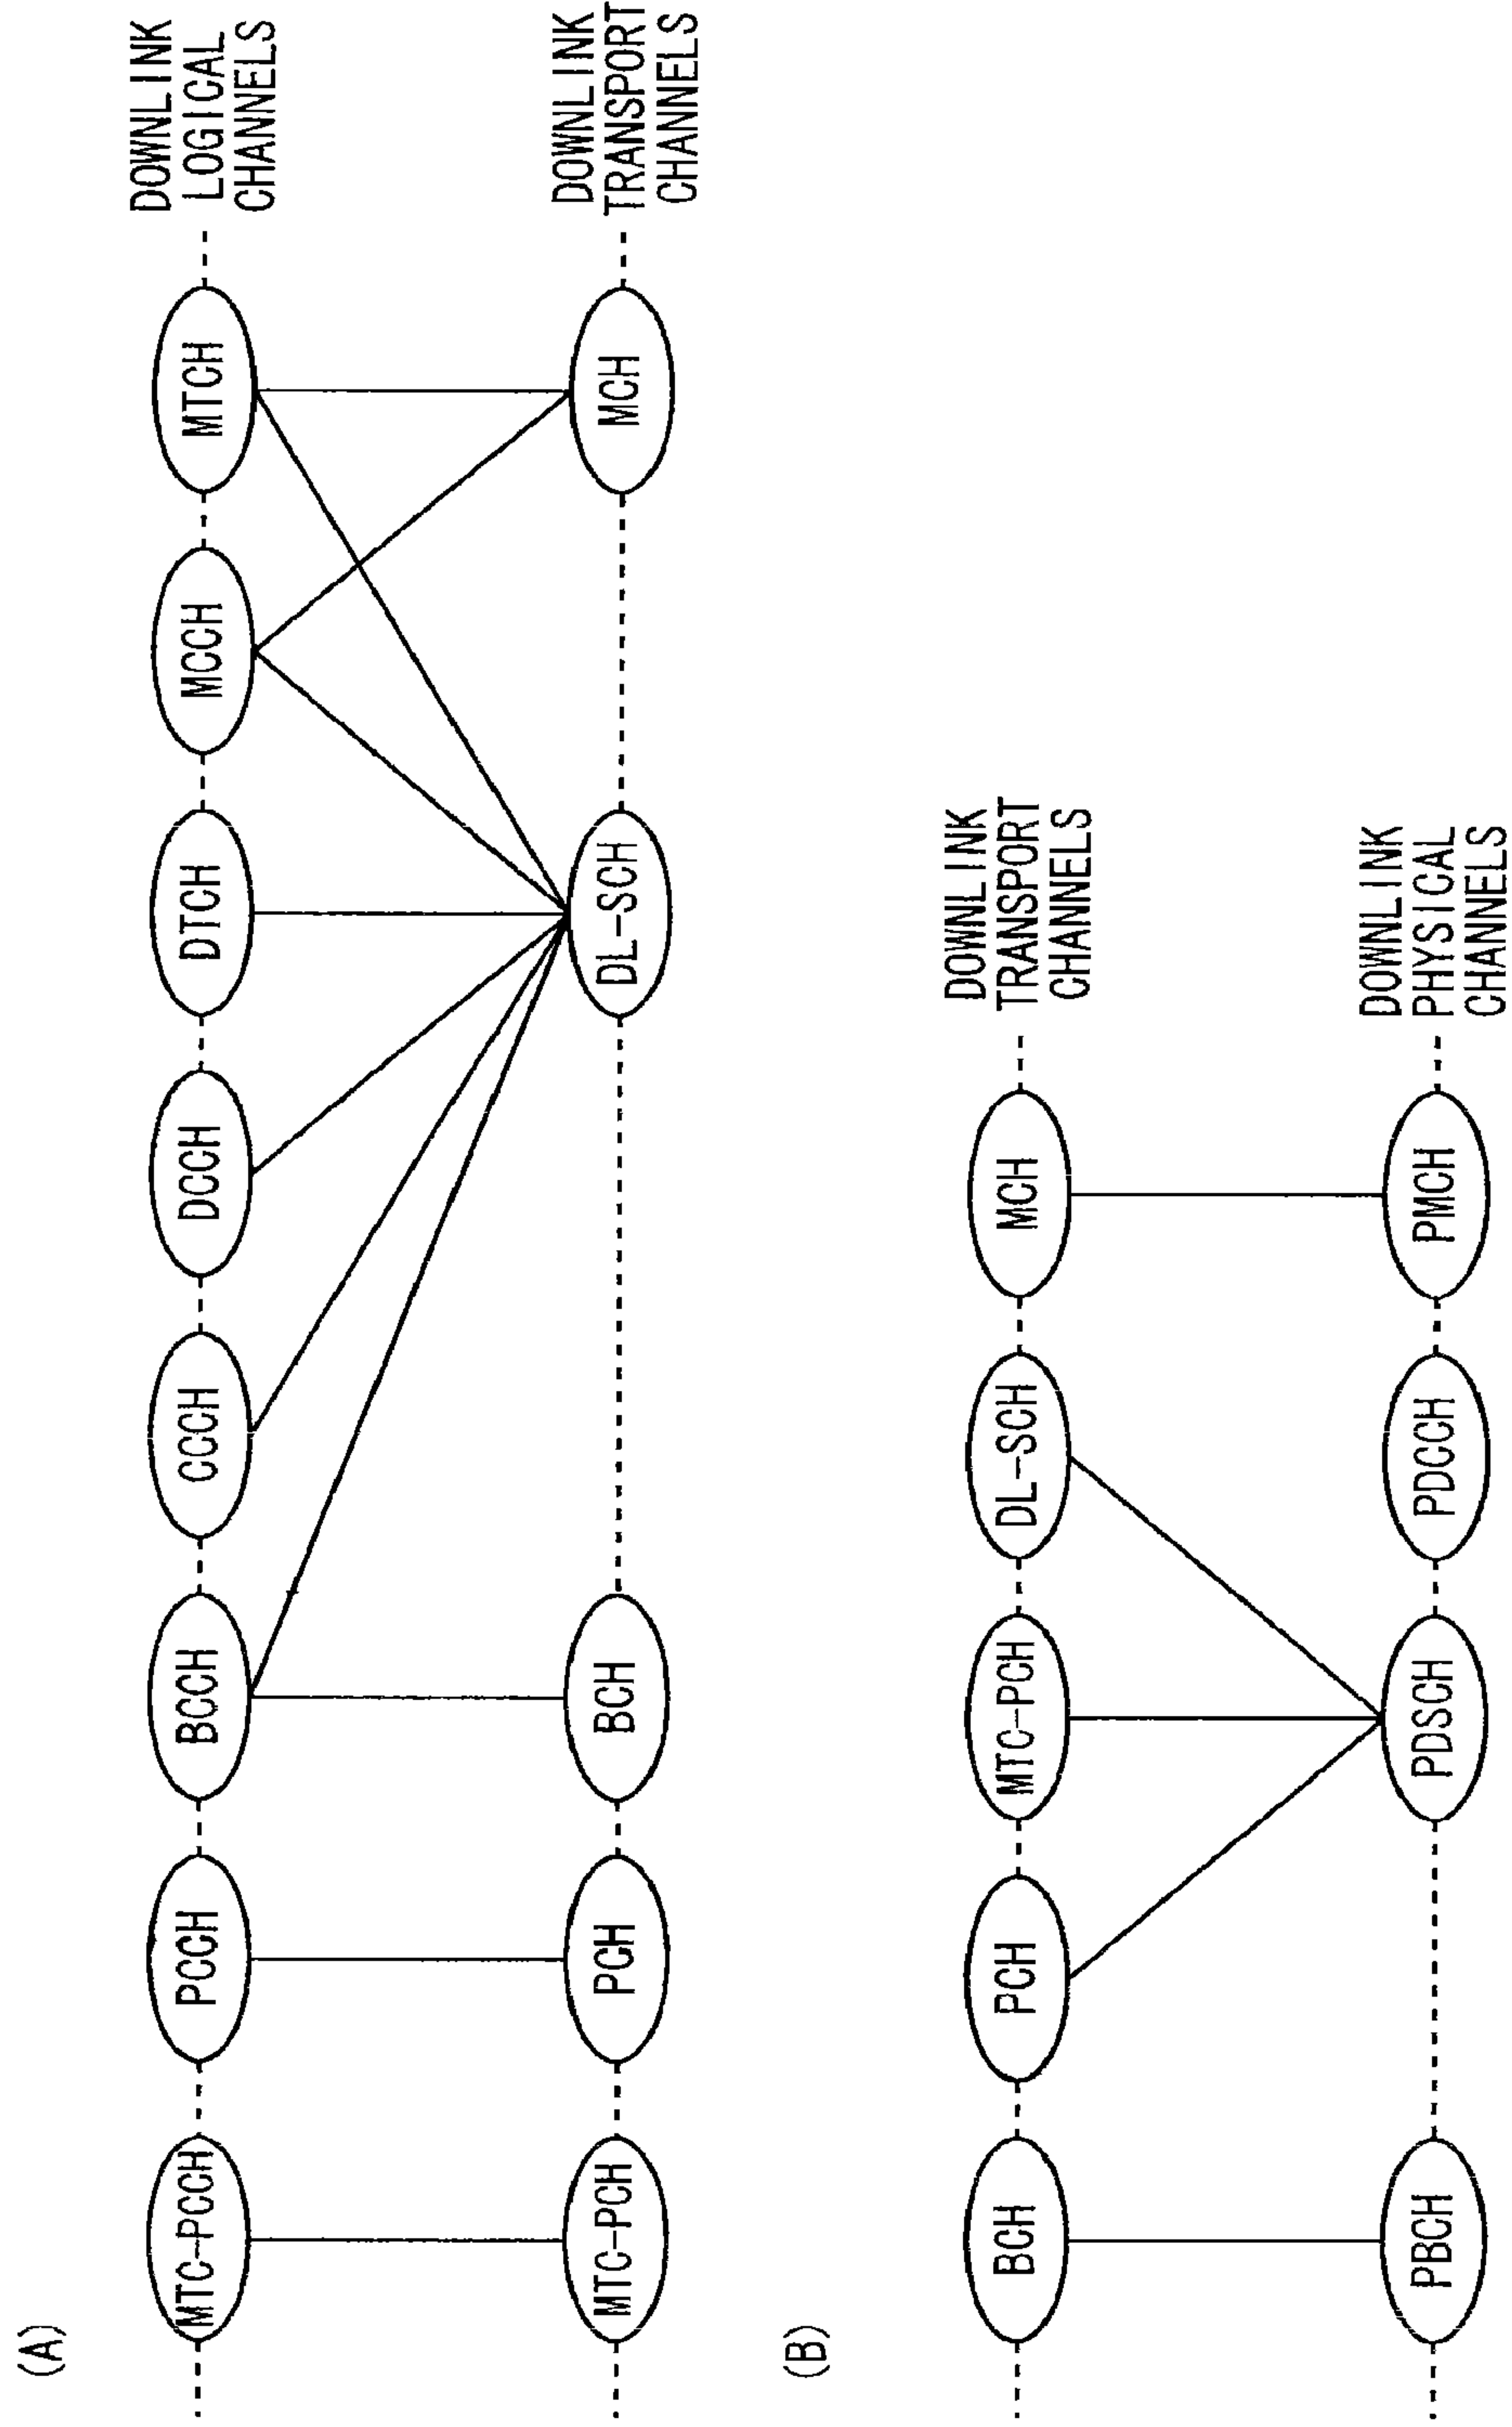 (A)
MTC-PCCH
PCCH
BCCH
CCCH
DCCH
DTCH
MCCH
MTCH
DOWNLINK
LOGICAL
CHANNELS
MTC-PCH
PCH
BCH
DL-SCH
MCH
DOWNLINK
TRANSPORT
CHANNELS
(B)
BCH
PCH
MTC-PCH
DL-SCH
MCH
DOWNLINK
TRANSPORT
CHANNELS
PBCH
PDSCH
PDCCH
PMCH
DOWNLINK
PHYSICAL
CHANNELS